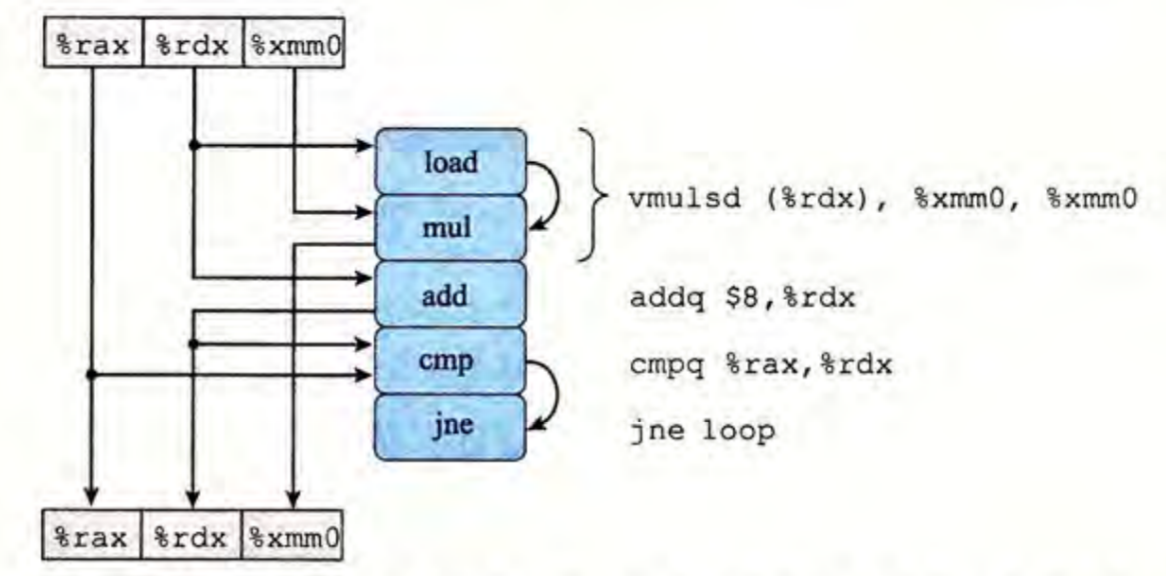 %rax %rdx %xmm0
load
mul
vmulsd (%rdx), %xmm0, %xmm0
add
addq $8,%rdx
cmp
cmpq %rax,%rdx
jne
jne loop
%rax %rdx %xmm0